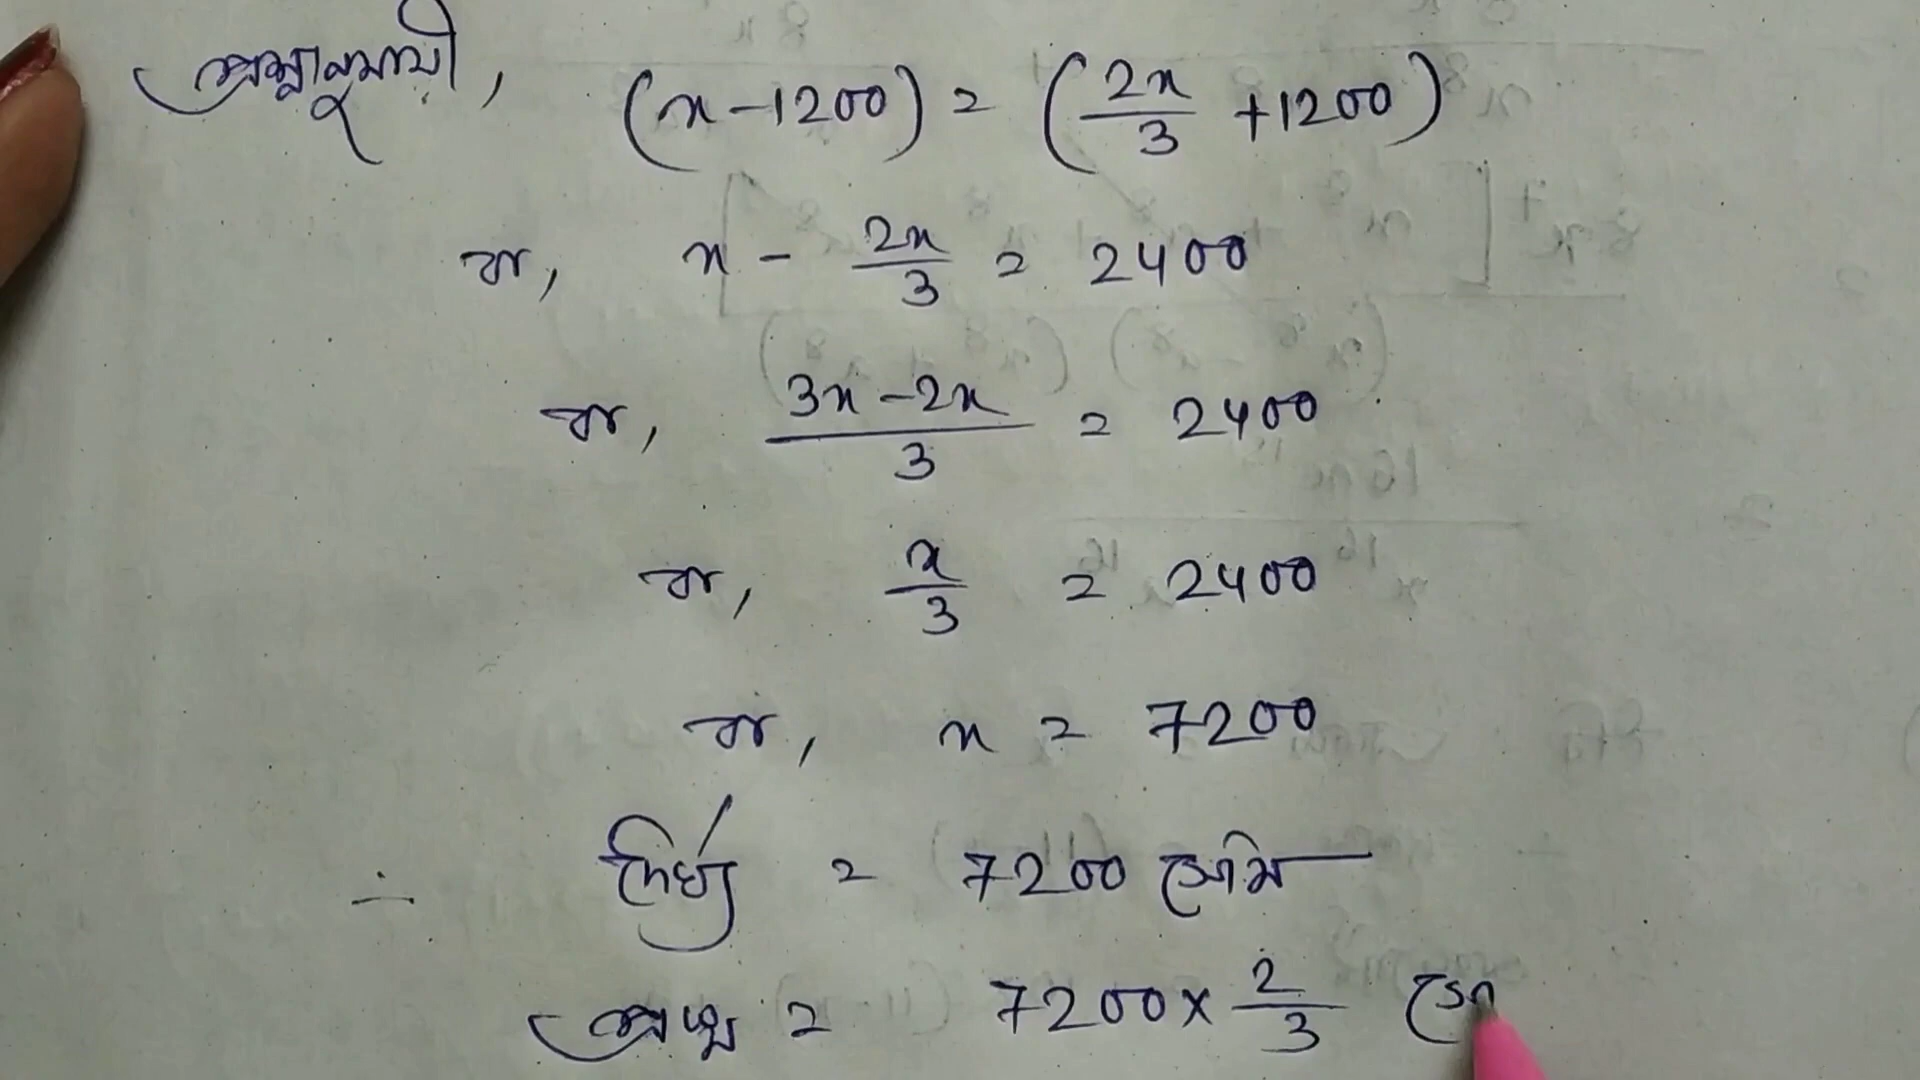 প্রশ্নানুযায়ী, (x-1200) = (2x/3 +1200)
বা, x - 2x/3 = 2400
বা, 3x-2x/3 = 2400
বা, x/3 = 2400
বা, x = 7200
∴ দৈর্ঘ্য = 7200 সেমি
প্রস্থ = 7200 × 2/3 সে